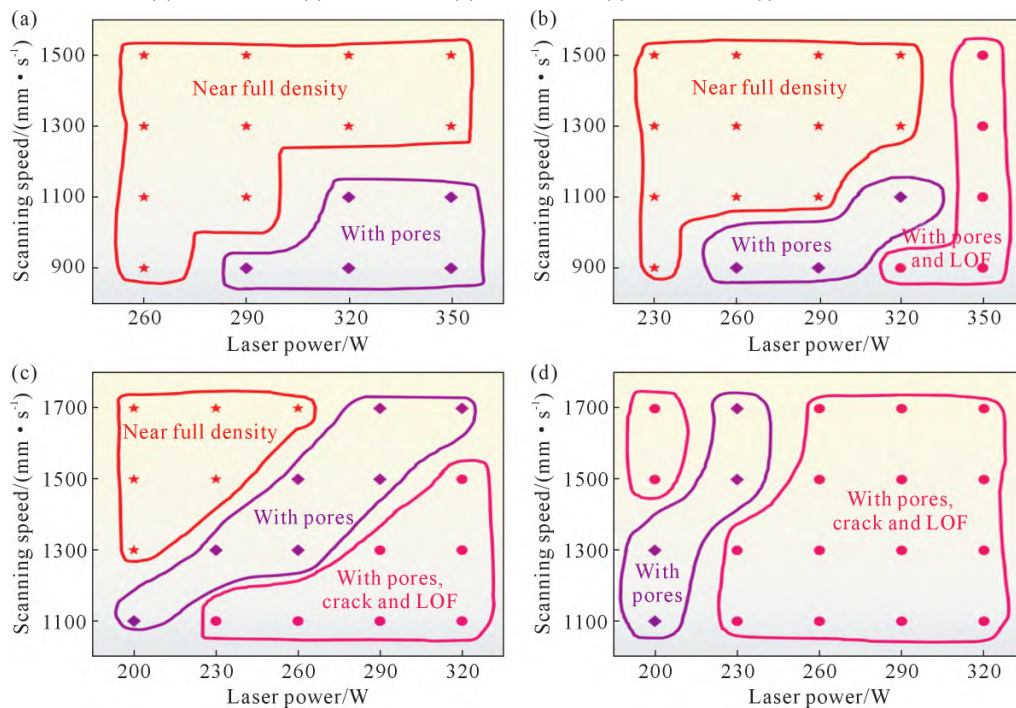 (a)
1500
1300
1100
900
Scanning speed/(mm·s⁻¹)
Near full density
With pores
260 290 320 350
Laser power/W
(b)
1500
1300
1100
900
Scanning speed/(mm·s⁻¹)
Near full density
With pores
With pores
and LOF
230 260 290 320 350
Laser power/W
(c)
1700
1500
1300
1100
Scanning speed/(mm·s⁻¹)
Near full density
With pores
With pores,
crack and LOF
200 230 260 290 320
Laser power/W
(d)
1700
1500
1300
1100
Scanning speed/(mm·s⁻¹)
With
pores
With pores,
crack and LOF
200 230 260 290 320
Laser power/W